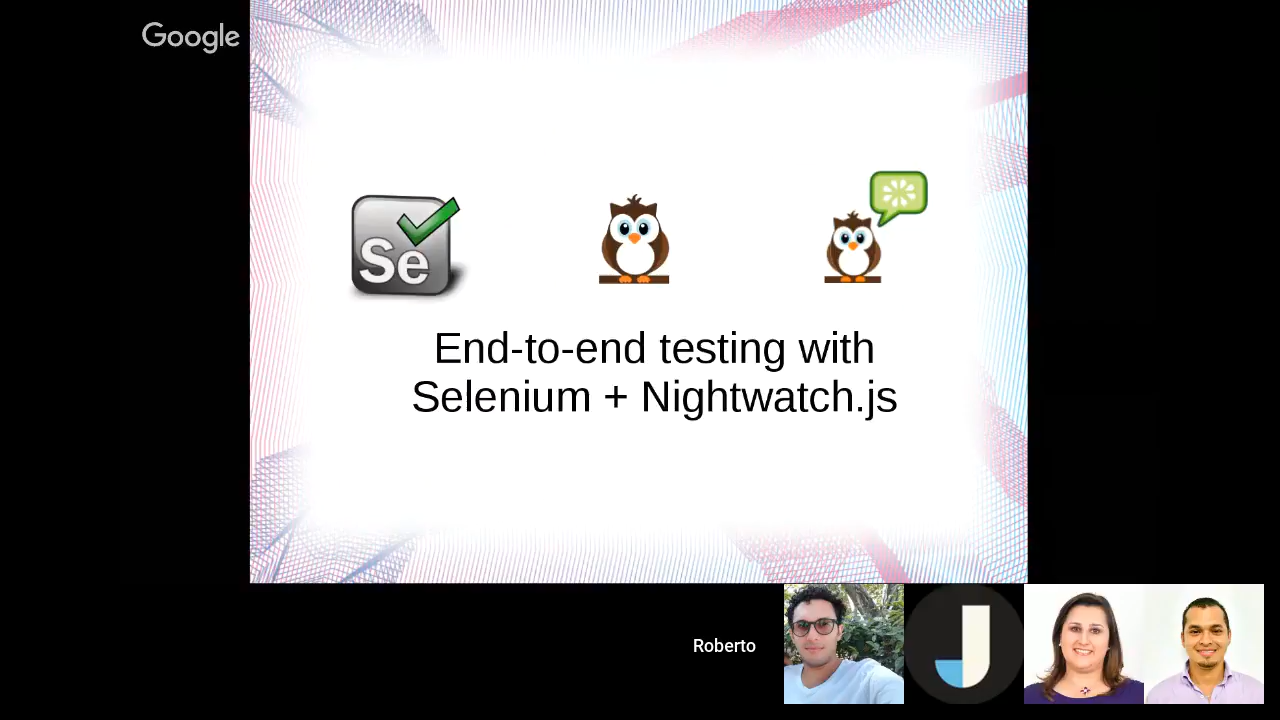 Google
Se
End-to-end testing with
Selenium + Nightwatch.js
Roberto
J